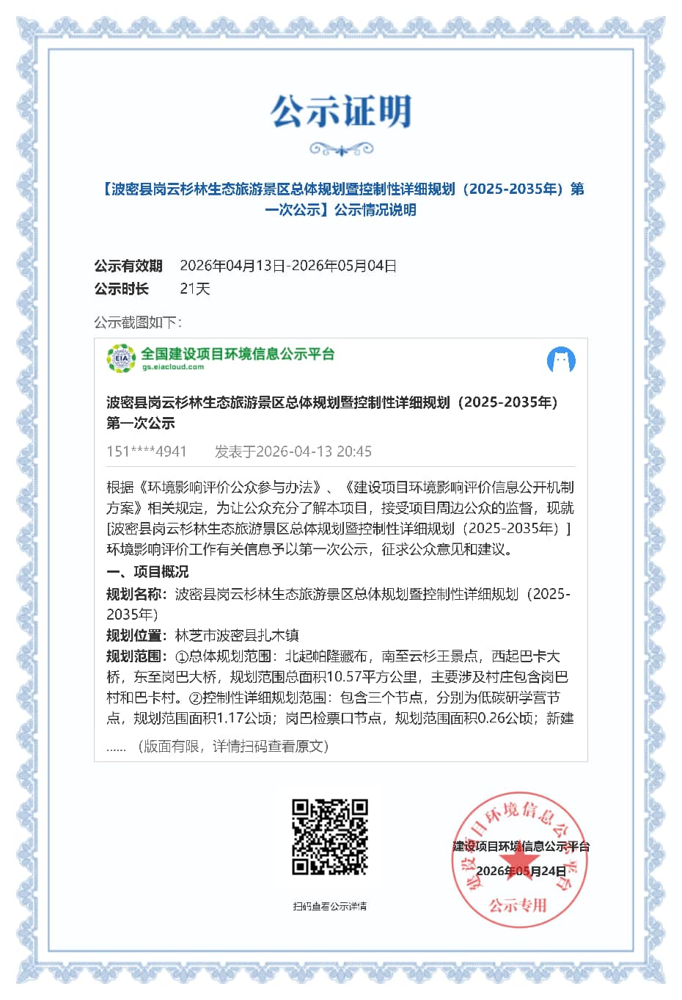 公示证明
【波密县岗云杉林生态旅游景区总体规划暨控制性详细规划（2025-2035年）第
一次公示】公示情况说明
公示有效期 2026年04月13日-2026年05月04日
公示时长 21天
公示截图如下：
EIA 全国建设项目环境信息公示平台
gs.eiacloud.com
波密县岗云杉林生态旅游景区总体规划暨控制性详细规划（2025-2035年）
第一次公示
151****4941 发表于2026-04-13 20:45
根据《环境影响评价公众参与办法》、《建设项目环境影响评价信息公开机制
方案》相关规定，为让公众充分了解本项目，接受项目周边公众的监督，现就
[波密县岗云杉林生态旅游景区总体规划暨控制性详细规划（2025-2035年）]
环境影响评价工作有关信息予以第一次公示，征求公众意见和建议。
一、项目概况
规划名称：波密县岗云杉林生态旅游景区总体规划暨控制性详细规划（2025-
2035年）
规划位置：林芝市波密县扎木镇
规划范围：①总体规划范围：北起帕隆藏布，南至云杉王景点，西起巴卡大
桥，东至岗巴大桥，规划范围总面积10.57平方公里，主要涉及村庄包含岗巴
村和巴卡村。②控制性详细规划范围：包含三个节点，分别为低碳研学营节
点，规划范围面积1.17公顷；岗巴检票口节点，规划范围面积0.26公顷；新建
...... （版面有限，详情扫码查看原文）
扫码查看公示详情
建设项目环境信息公示平台
建设项目环境信息公示平台
2026年05月24日
公示专用